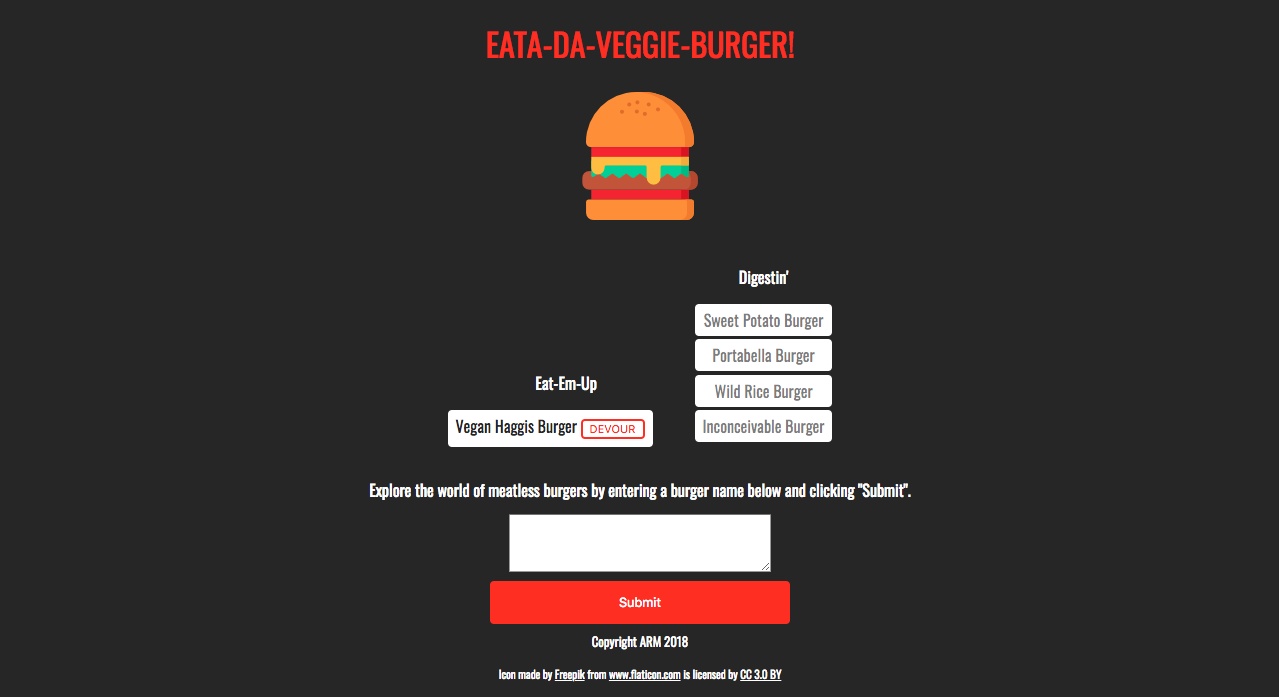 EATA-DA-VEGGIE-BURGER!
Digestin'
Sweet Potato Burger
Portabella Burger
Wild Rice Burger
Inconceivable Burger
Eat-Em-Up
Vegan Haggis Burger DEVOUR
Explore the world of meatless burgers by entering a burger name below and clicking "Submit".
Submit
Copyright ARM 2018
Icon made by Freepik from www.flaticon.com is licensed by CC 3.0 BY